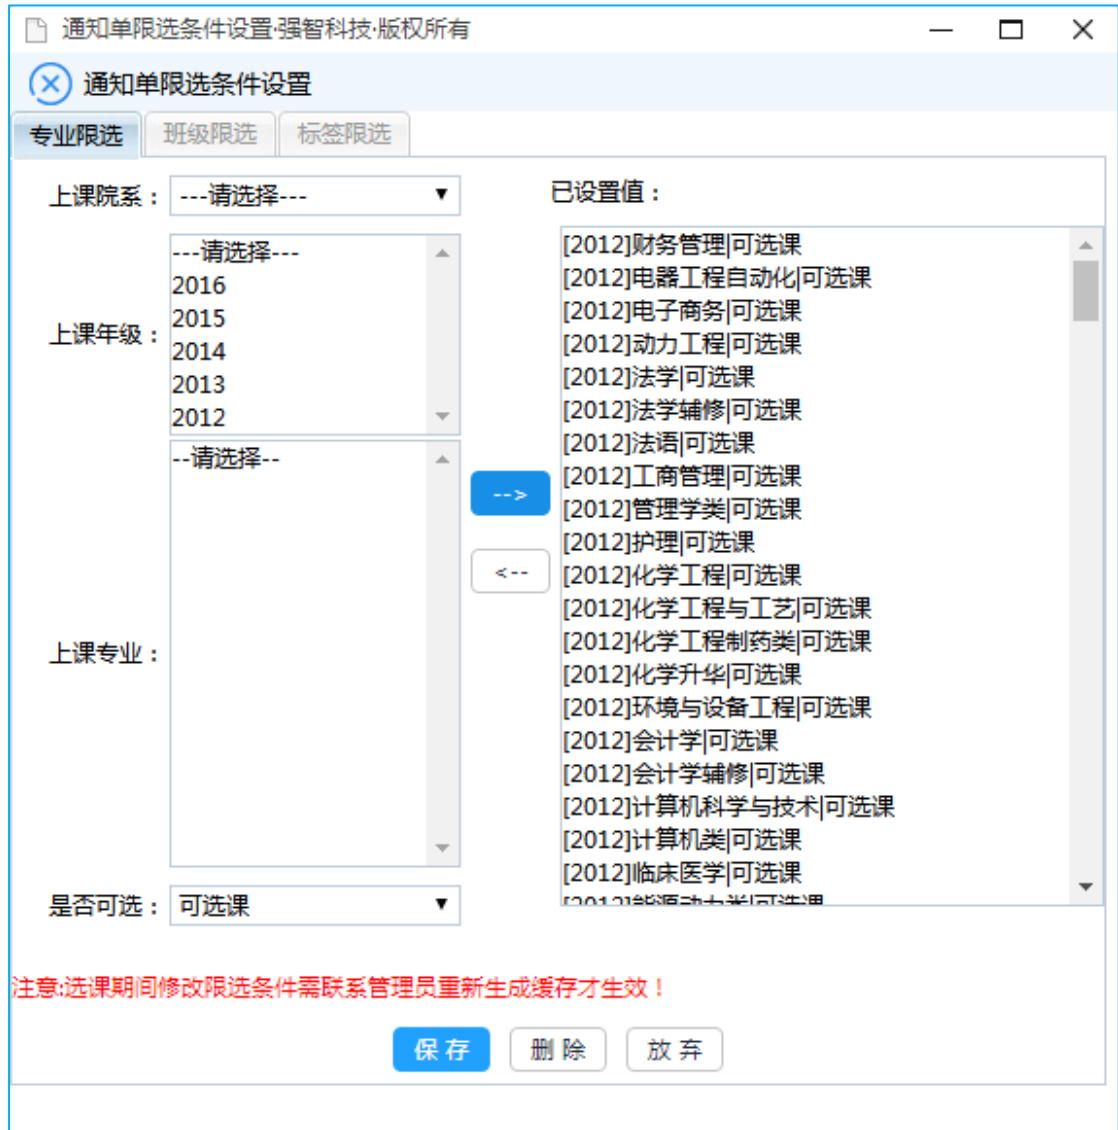 通知单限选条件设置·强智科技·版权所有
通知单限选条件设置
专业限选 班级限选 标签限选
上课院系： ---请选择---
上课年级：
---请选择---
2016
2015
2014
2013
2012
上课专业：
--请选择--
是否可选： 可选课
-->
<--
已设置值：
[2012]财务管理|可选课
[2012]电器工程自动化|可选课
[2012]电子商务|可选课
[2012]动力工程|可选课
[2012]法学|可选课
[2012]法学辅修|可选课
[2012]法语|可选课
[2012]工商管理|可选课
[2012]管理学类|可选课
[2012]护理|可选课
[2012]化学工程|可选课
[2012]化学工程与工艺|可选课
[2012]化学工程制药类|可选课
[2012]化学升华|可选课
[2012]环境与设备工程|可选课
[2012]会计学|可选课
[2012]会计学辅修|可选课
[2012]计算机科学与技术|可选课
[2012]计算机类|可选课
[2012]临床医学|可选课
[2012]能源动力类|可选课
注意:选课期间修改限选条件需联系管理员重新生成缓存才生效！
保存 删除 放弃